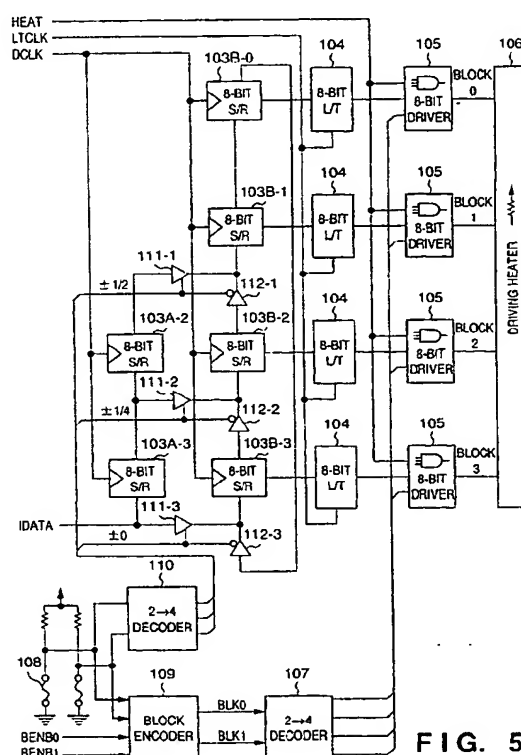 HEAT
LTCLK
DCLK
103B-0
8-BIT
S/R
104
8-BIT
L/T
105
8-BIT
DRIVER
BLOCK
0
106
103B-1
8-BIT
S/R
104
8-BIT
L/T
105
8-BIT
DRIVER
BLOCK
1
DRIVING HEATER
111-1
± 1/2
112-1
103A-2
8-BIT
S/R
103B-2
8-BIT
S/R
104
8-BIT
L/T
105
8-BIT
DRIVER
BLOCK
2
111-2
± 1/4
112-2
103A-3
8-BIT
S/R
103B-3
8-BIT
S/R
104
8-BIT
L/T
105
8-BIT
DRIVER
BLOCK
3
IDATA
111-3
±0
112-3
110
2→4
DECODER
108
109
BLOCK
ENCODER
BLK0
BLK1
107
2→4
DECODER
BENB0
BENB1
FIG. 5